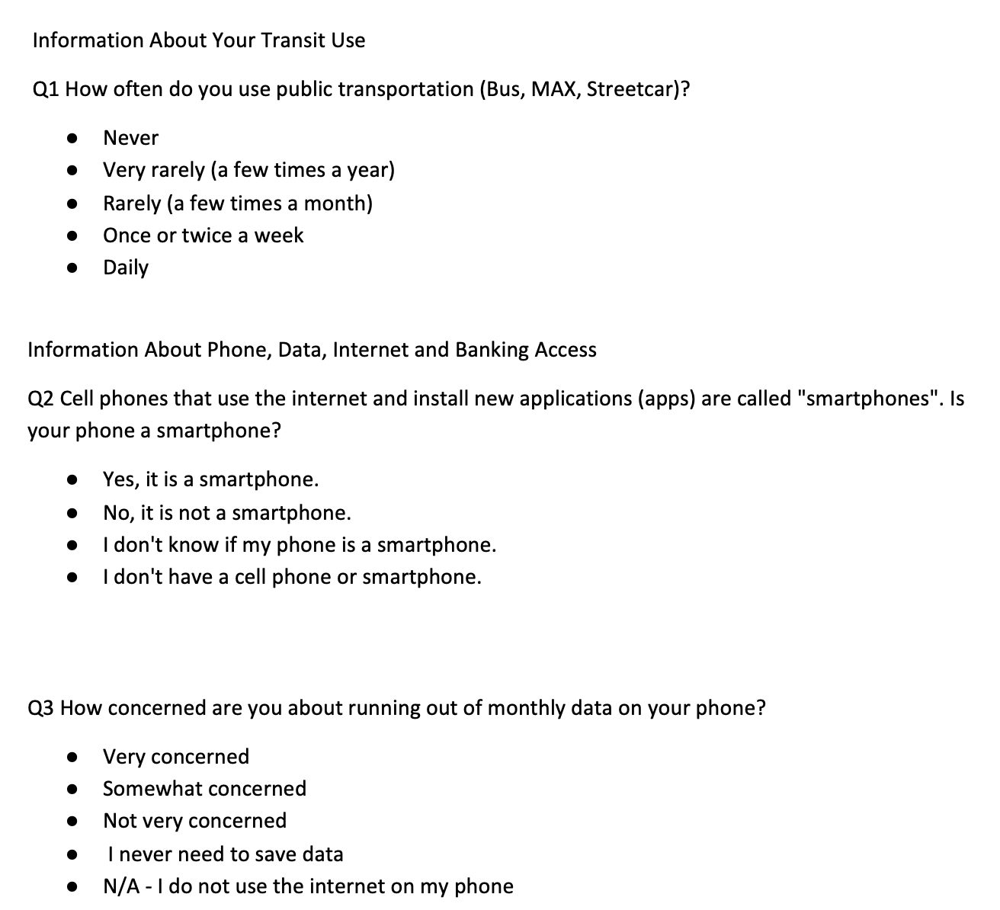 Information About Your Transit Use
Q1 How often do you use public transportation (Bus, MAX, Streetcar)?
● Never
● Very rarely (a few times a year)
● Rarely (a few times a month)
● Once or twice a week
● Daily
Information About Phone, Data, Internet and Banking Access
Q2 Cell phones that use the internet and install new applications (apps) are called "smartphones". Is
your phone a smartphone?
● Yes, it is a smartphone.
● No, it is not a smartphone.
● I don't know if my phone is a smartphone.
● I don't have a cell phone or smartphone.
Q3 How concerned are you about running out of monthly data on your phone?
● Very concerned
● Somewhat concerned
● Not very concerned
● I never need to save data
● N/A - I do not use the internet on my phone